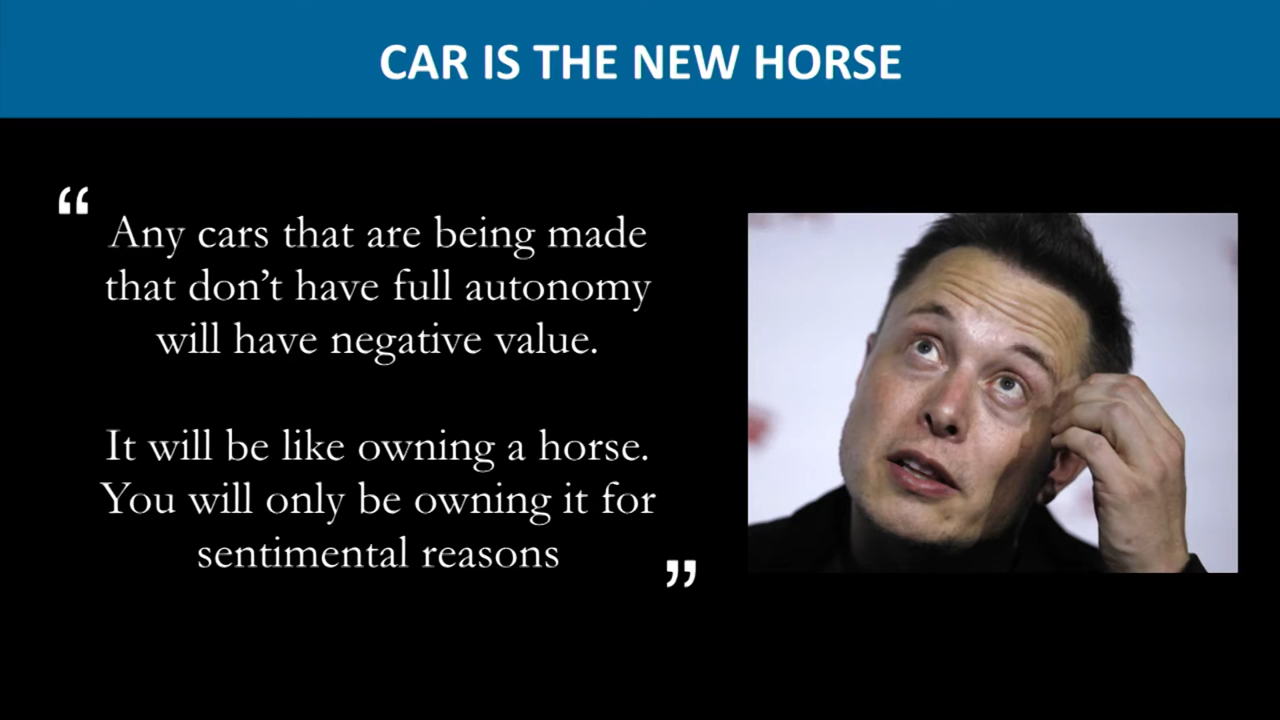 CAR IS THE NEW HORSE
“
Any cars that are being made
that don’t have full autonomy
will have negative value.
It will be like owning a horse.
You will only be owning it for
sentimental reasons
”